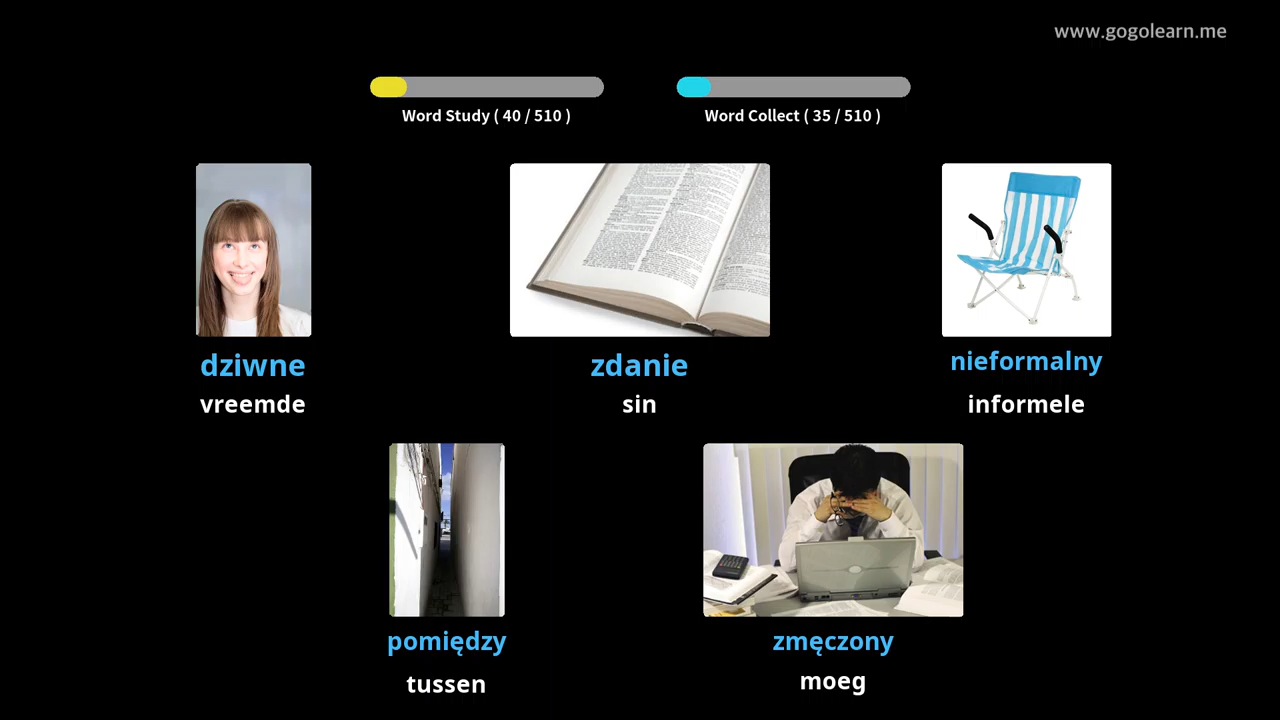 www.gogolearn.me
Word Study ( 40 / 510 )
Word Collect ( 35 / 510 )
dziwne
zdanie
nieformalny
vreemde
sin
informele
pomiędzy
zmęczony
tussen
moeg